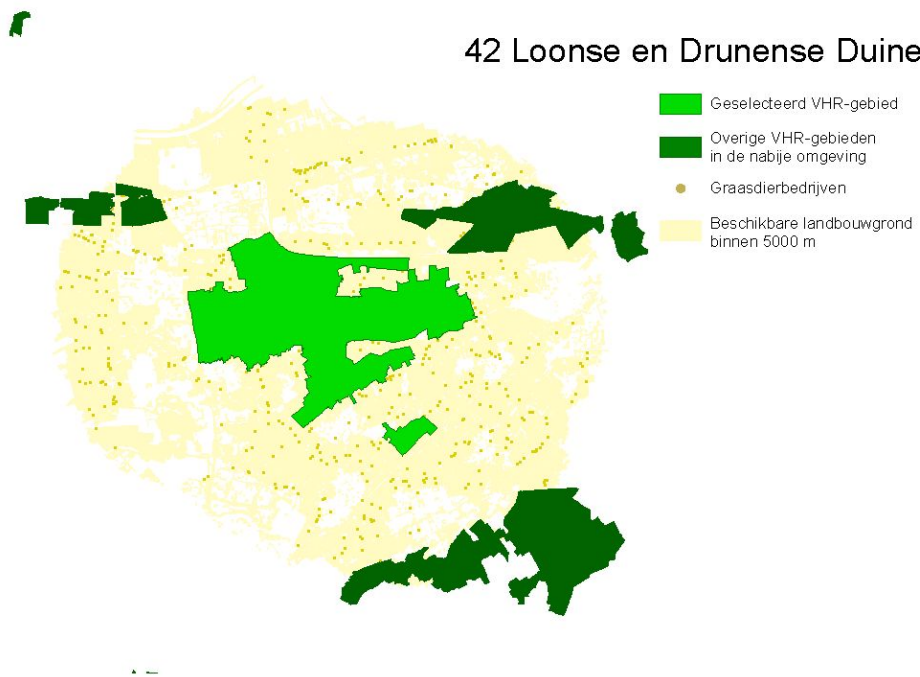 42 Loonse en Drunense Duine
Geselecteerd VHR-gebied
Overige VHR-gebieden
in de nabije omgeving
Graasdierbedrijven
Beschikbare landbouwgrond
binnen 5000 m